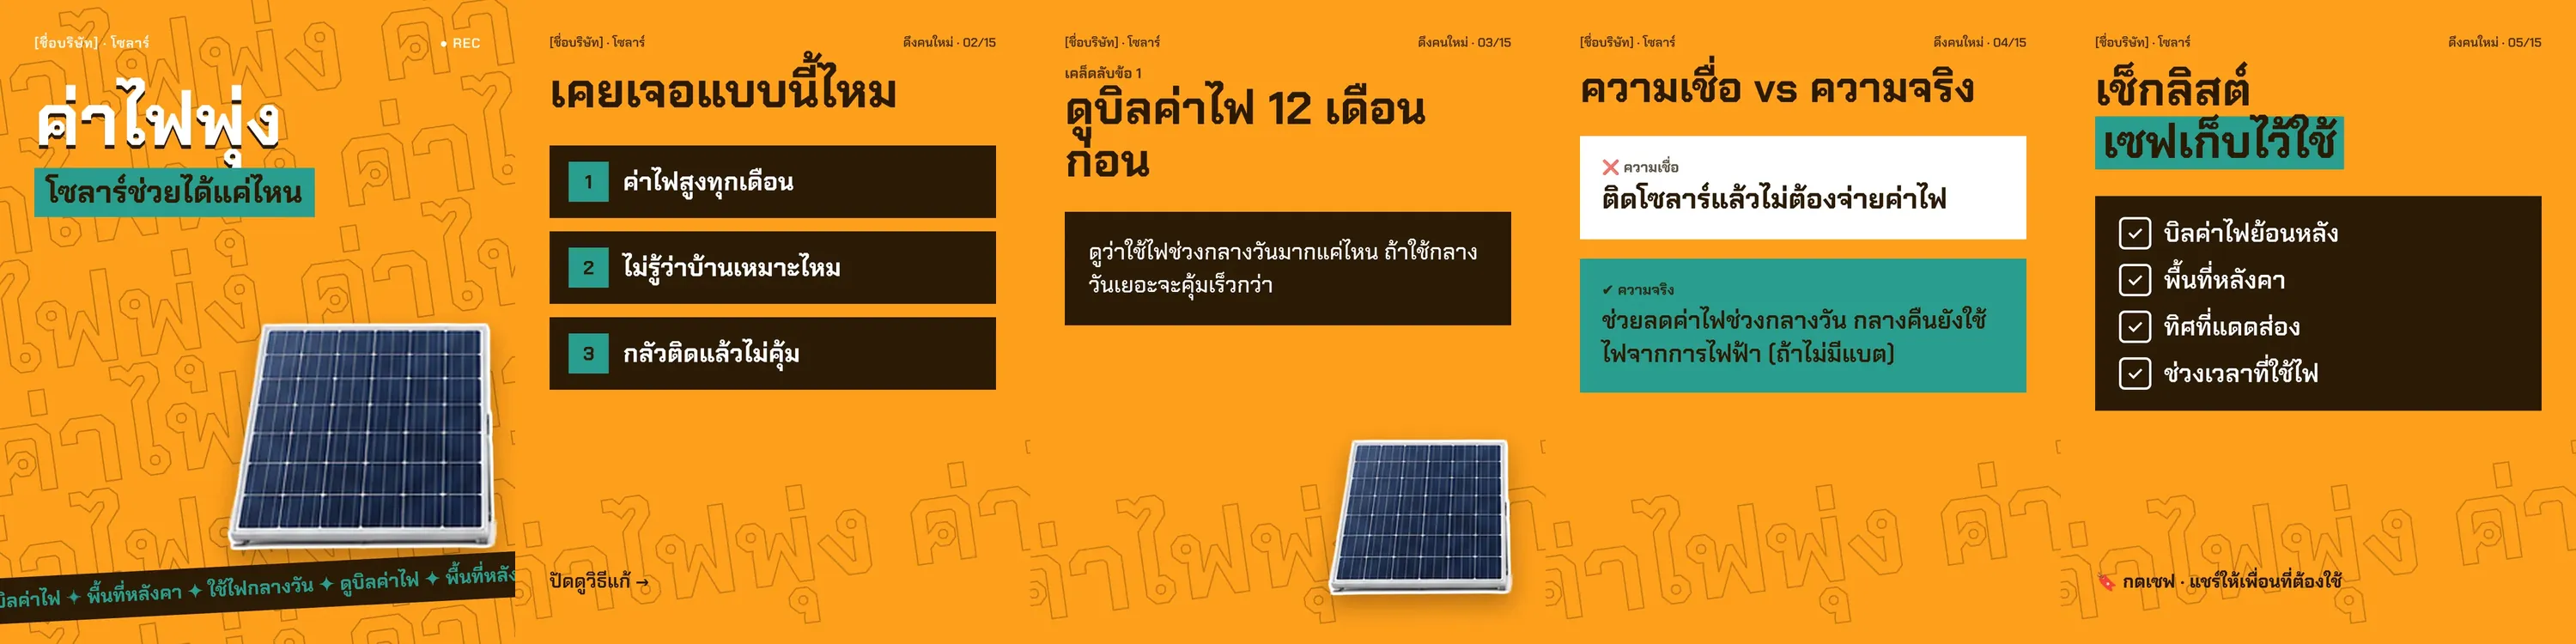 [ชื่อบริษัท] · โซลาร์
● REC
ค่าไฟพุ่ง
โซลาร์ช่วยได้แค่ไหน
บิลค่าไฟ ✦ พื้นที่หลังคา ✦ ใช้ไฟกลางวัน ✦ ดูบิลค่าไฟ ✦ พื้นที่หลัง
[ชื่อบริษัท] · โซลาร์
ดึงคนใหม่ · 02/15
เคยเจอแบบนี้ไหม
1 ค่าไฟสูงทุกเดือน
2 ไม่รู้ว่าบ้านเหมาะไหม
3 กลัวติดแล้วไม่คุ้ม
ปัดดูวิธีแก้ →
[ชื่อบริษัท] · โซลาร์
ดึงคนใหม่ · 03/15
เคล็ดลับข้อ 1
ดูบิลค่าไฟ 12 เดือน
ก่อน
ดูว่าใช้ไฟช่วงกลางวันมากแค่ไหน ถ้าใช้กลาง
วันเยอะจะคุ้มเร็วกว่า
[ชื่อบริษัท] · โซลาร์
ดึงคนใหม่ · 04/15
ความเชื่อ vs ความจริง
❌ ความเชื่อ
ติดโซลาร์แล้วไม่ต้องจ่ายค่าไฟ
✔ ความจริง
ช่วยลดค่าไฟช่วงกลางวัน กลางคืนยังใช้
ไฟจากการไฟฟ้า (ถ้าไม่มีแบต)
[ชื่อบริษัท] · โซลาร์
ดึงคนใหม่ · 05/15
เช็กลิสต์
เซฟเก็บไว้ใช้
บิลค่าไฟย้อนหลัง
พื้นที่หลังคา
ทิศที่แดดส่อง
ช่วงเวลาที่ใช้ไฟ
🔖 กดเซฟ · แชร์ให้เพื่อนที่ต้องใช้